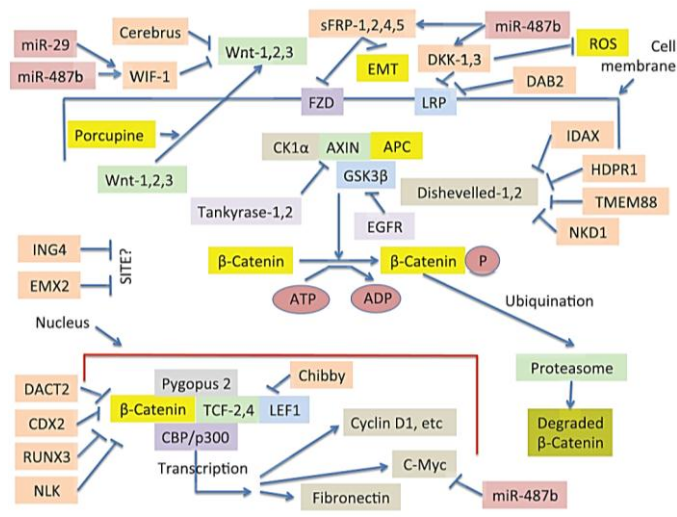 miR-29
miR-487b
Cerebrus
WIF-1
Wnt-1,2,3
sFRP-1,2,4,5
EMT
miR-487b
DKK-1,3
ROS
DAB2
Cell
membrane
FZD
LRP
Porcupine
Wnt-1,2,3
CK1α
AXIN
APC
GSK3β
Tankyrase-1,2
EGFR
Dishevelled-1,2
IDAX
HDPR1
TMEM88
NKD1
ING4
EMX2
SITE?
β-Catenin
β-Catenin
P
ATP
ADP
Ubiquination
Nucleus
Proteasome
Degraded
β-Catenin
DACT2
CDX2
RUNX3
NLK
Pygopus 2
Chibby
β-Catenin
TCF-2,4
LEF1
CBP/p300
Transcription
Cyclin D1, etc
C-Myc
Fibronectin
miR-487b